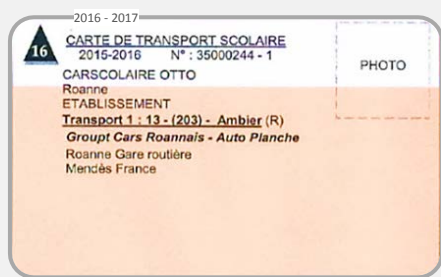 2016 - 2017
16
CARTE DE TRANSPORT SCOLAIRE
2015-2016 N° : 35000244 - 1
PHOTO
CARSCOLAIRE OTTO
Roanne
ETABLISSEMENT
Transport 1 : 13 - (203) - Ambier (R)
Groupt Cars Roannais - Auto Planche
Roanne Gare routière
Mendès France